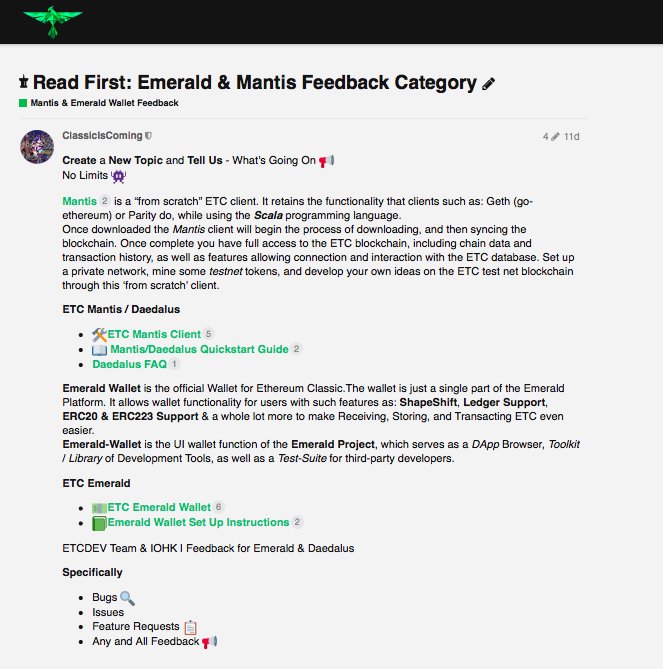 Read First: Emerald & Mantis Feedback Category
Mantis & Emerald Wallet Feedback
ClassicIsComing
4 11d
Create a New Topic and Tell Us - What's Going On
No Limits
Mantis 2 is a “from scratch” ETC client. It retains the functionality that clients such as: Geth (go-
ethereum) or Parity do, while using the Scala programming language.
Once downloaded the Mantis client will begin the process of downloading, and then syncing the
blockchain. Once complete you have full access to the ETC blockchain, including chain data and
transaction history, as well as features allowing connection and interaction with the ETC database. Set up
a private network, mine some testnet tokens, and develop your own ideas on the ETC test net blockchain
through this ‘from scratch’ client.
ETC Mantis / Daedalus
ETC Mantis Client 5
Mantis/Daedalus Quickstart Guide 2
Daedalus FAQ 1
Emerald Wallet is the official Wallet for Ethereum Classic.The wallet is just a single part of the Emerald
Platform. It allows wallet functionality for users with such features as: ShapeShift, Ledger Support,
ERC20 & ERC223 Support & a whole lot more to make Receiving, Storing, and Transacting ETC even
easier.
Emerald-Wallet is the UI wallet function of the Emerald Project, which serves as a DApp Browser, Toolkit
/ Library of Development Tools, as well as a Test-Suite for third-party developers.
ETC Emerald
ETC Emerald Wallet 6
Emerald Wallet Set Up Instructions 2
ETCDEV Team & IOHK | Feedback for Emerald & Daedalus
Specifically
Bugs
Issues
Feature Requests
Any and All Feedback